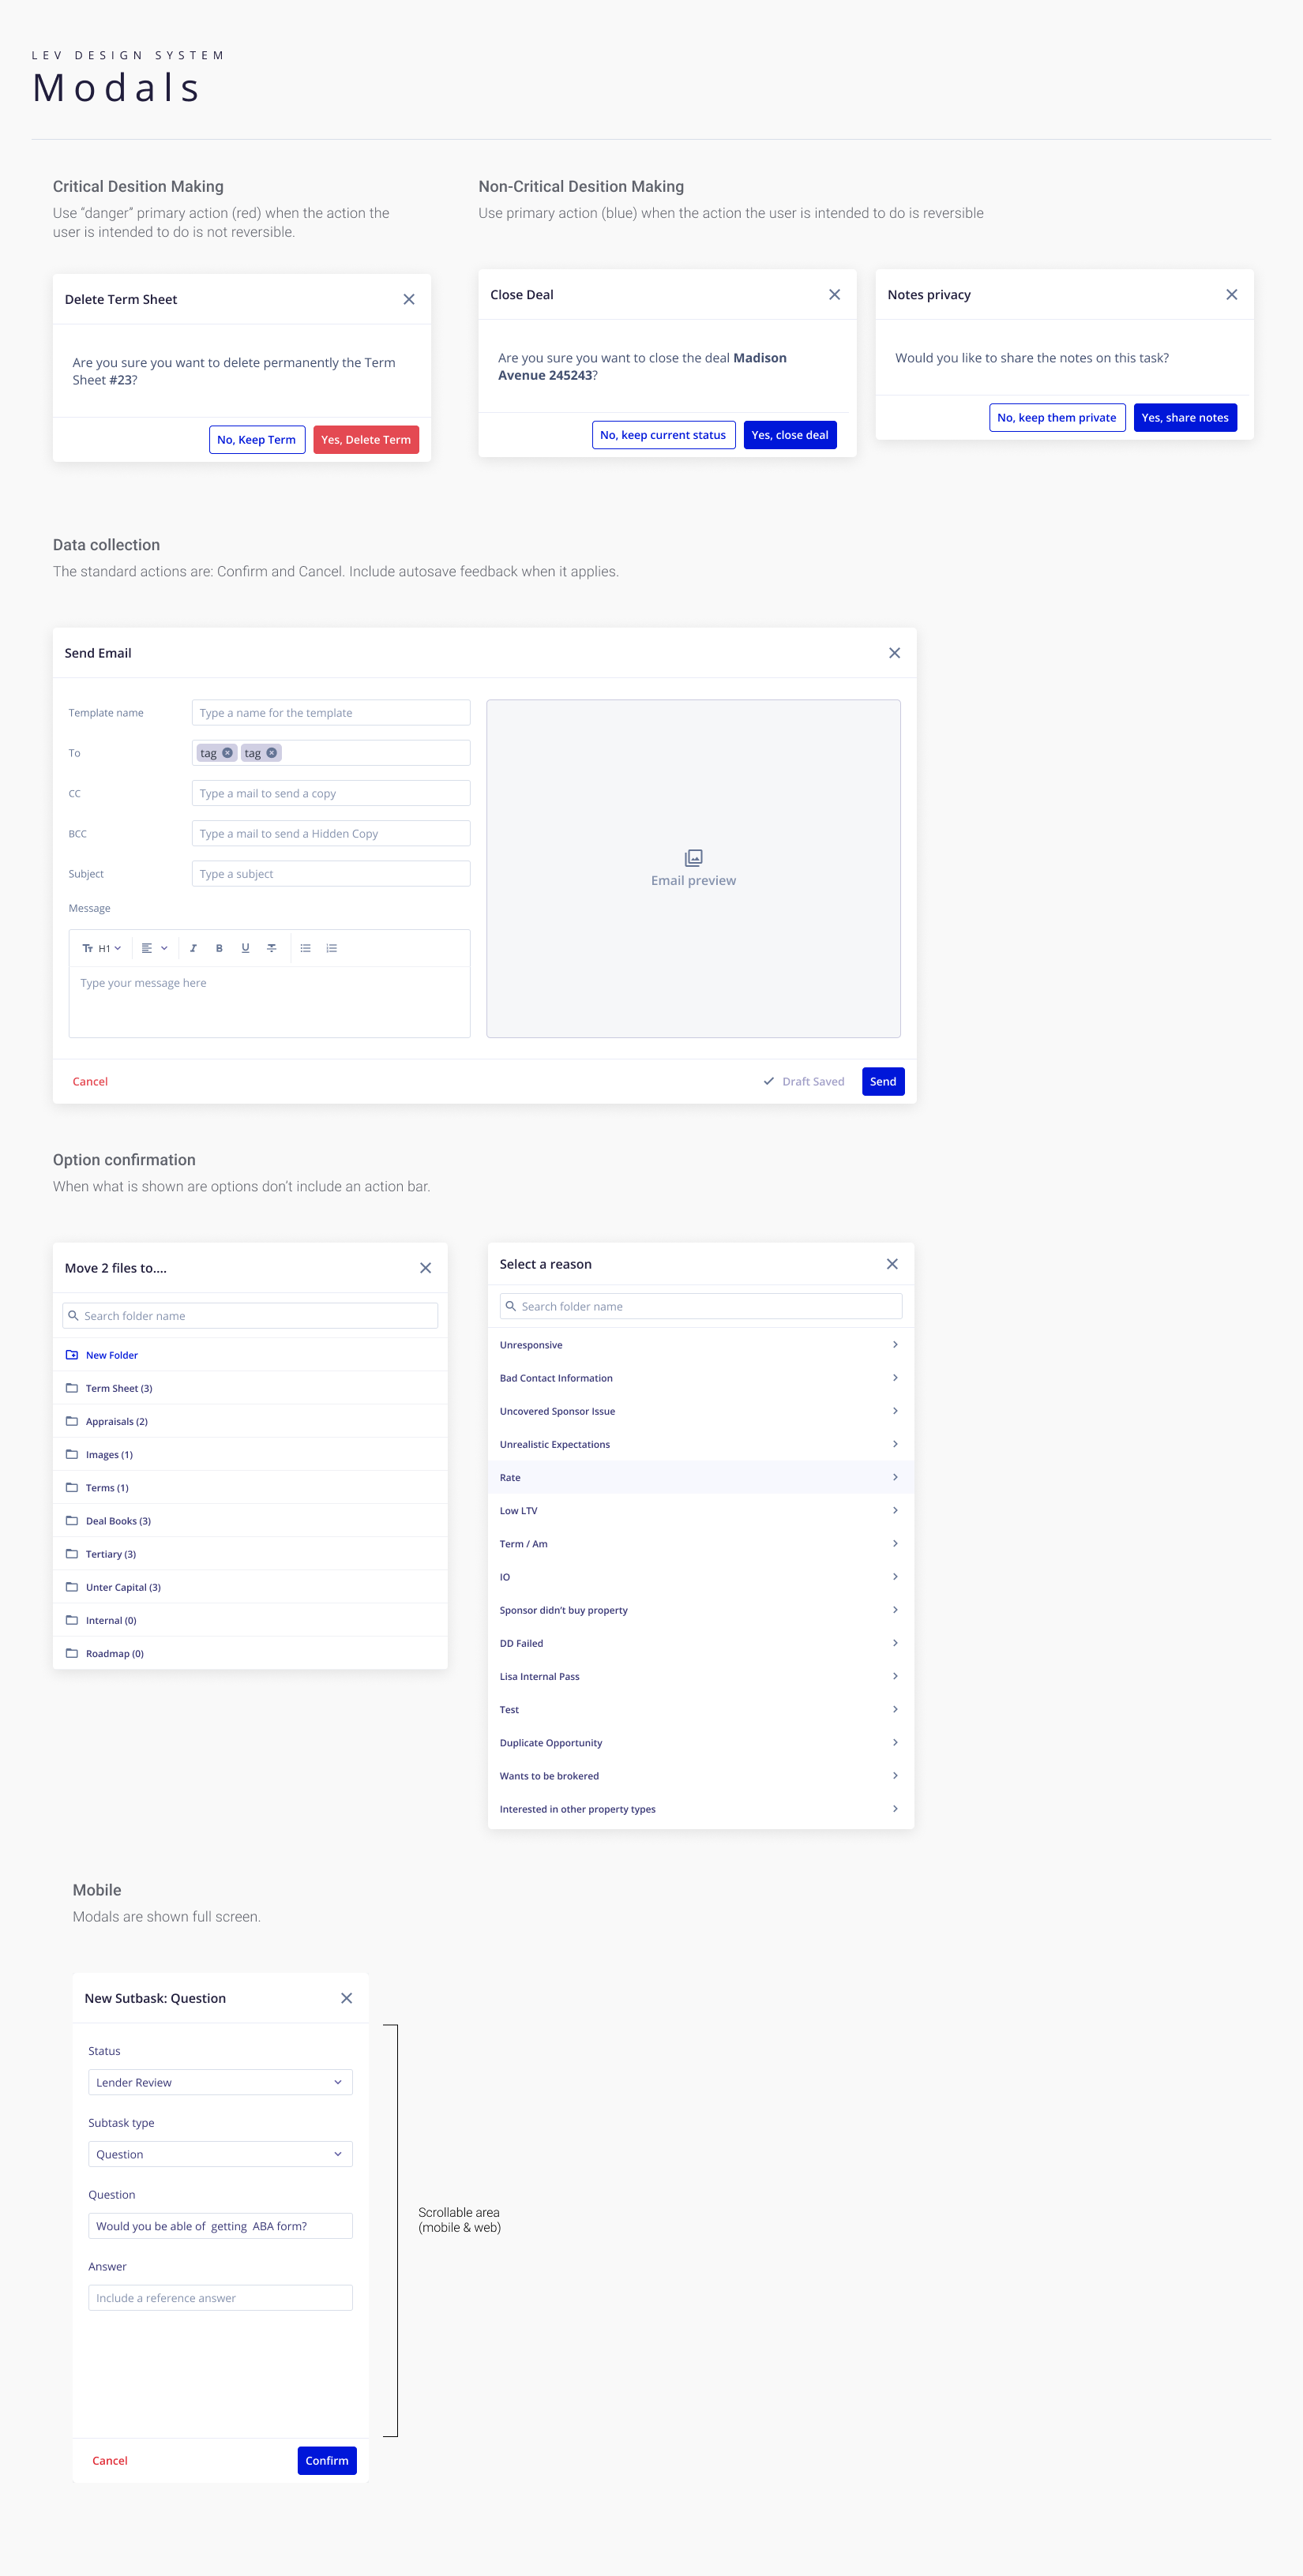 LEV DESIGN SYSTEM
Modals
Critical Desition Making
Use “danger” primary action (red) when the action the
user is intended to do is not reversible.
Non-Critical Desition Making
Use primary action (blue) when the action the user is intended to do is reversible
Delete Term Sheet
Are you sure you want to delete permanently the Term
Sheet #23?
No, Keep Term
Yes, Delete Term
Close Deal
Are you sure you want to close the deal Madison
Avenue 245243?
No, keep current status
Yes, close deal
Notes privacy
Would you like to share the notes on this task?
No, keep them private
Yes, share notes
Data collection
The standard actions are: Confirm and Cancel. Include autosave feedback when it applies.
Send Email
Template name
Type a name for the template
To
tag
tag
CC
Type a mail to send a copy
BCC
Type a mail to send a Hidden Copy
Subject
Type a subject
Message
Tт H1
I B U T
Type your message here
Email preview
Cancel
Draft Saved
Send
Option confirmation
When what is shown are options don’t include an action bar.
Move 2 files to....
Search folder name
New Folder
Term Sheet (3)
Appraisals (2)
Images (1)
Terms (1)
Deal Books (3)
Tertiary (3)
Unter Capital (3)
Internal (0)
Roadmap (0)
Select a reason
Search folder name
Unresponsive
Bad Contact Information
Uncovered Sponsor Issue
Unrealistic Expectations
Rate
Low LTV
Term / Am
IO
Sponsor didn’t buy property
DD Failed
Lisa Internal Pass
Test
Duplicate Opportunity
Wants to be brokered
Interested in other property types
Mobile
Modals are shown full screen.
New Sutbask: Question
Status
Lender Review
Subtask type
Question
Question
Would you be able of  getting  ABA form?
Answer
Include a reference answer
Scrollable area
(mobile & web)
Cancel
Confirm